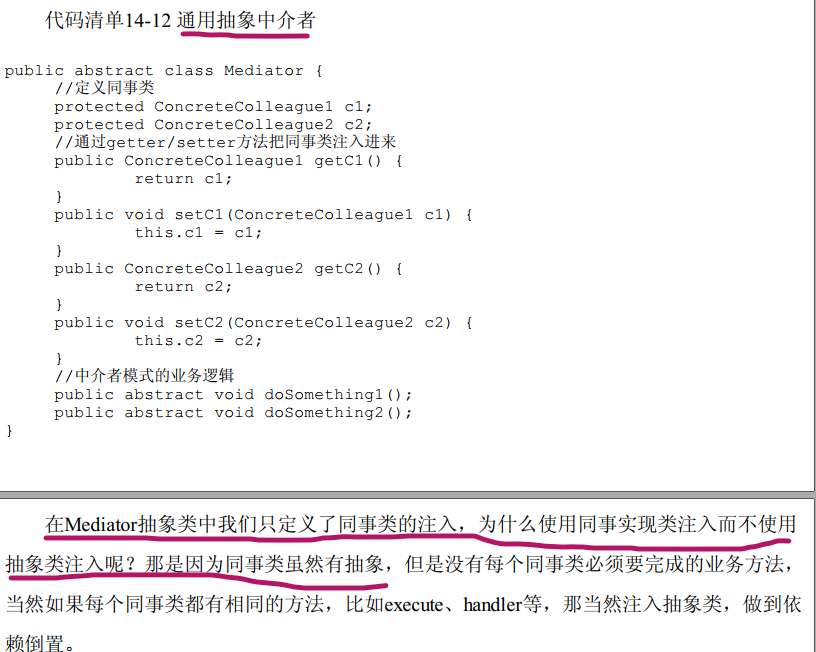 代码清单14-12 通用抽象中介者
public abstract class Mediator {
//定义同事类
protected ConcreteColleague1 c1;
protected ConcreteColleague2 c2;
//通过getter/setter方法把同事类注入进来
public ConcreteColleague1 getC1() {
return c1;
}
public void setC1(ConcreteColleague1 c1) {
this.c1 = c1;
}
public ConcreteColleague2 getC2() {
return c2;
}
public void setC2(ConcreteColleague2 c2) {
this.c2 = c2;
}
//中介者模式的业务逻辑
public abstract void doSomething1();
public abstract void doSomething2();
}
在Mediator抽象类中我们只定义了同事类的注入，为什么使用同事实现类注入而不使用
抽象类注入呢？那是因为同事类虽然有抽象，但是没有每个同事类必须要完成的业务方法，
当然如果每个同事类都有相同的方法，比如execute、handler等，那当然注入抽象类，做到依
赖倒置。